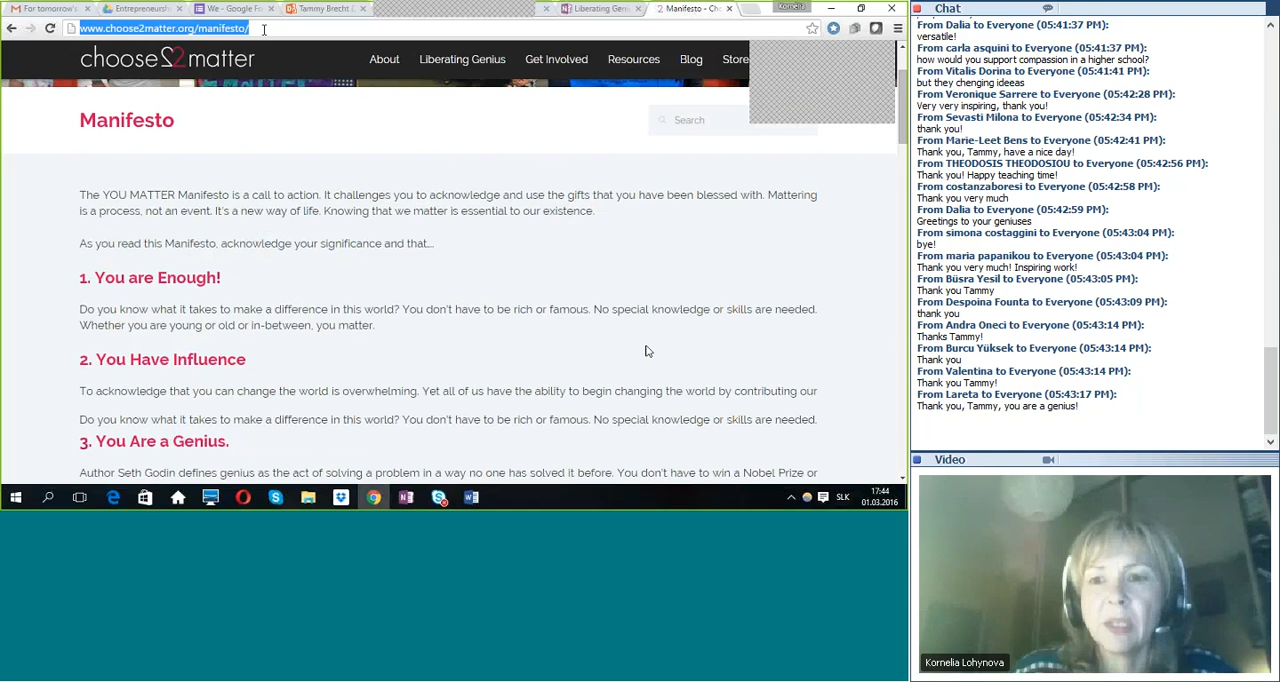 For tomorrow's
Entrepreneursh
We - Google Fo
Tammy Brecht D
Liberating Geni
Manifesto - Cho
Kornelia
www.choose2matter.org/manifesto/
choose2matter
About
Liberating Genius
Get Involved
Resources
Blog
Store
Manifesto
Search
The YOU MATTER Manifesto is a call to action. It challenges you to acknowledge and use the gifts that you have been blessed with. Mattering
is a process, not an event. It's a new way of life. Knowing that we matter is essential to our existence.
As you read this Manifesto, acknowledge your significance and that...
1. You are Enough!
Do you know what it takes to make a difference in this world? You don't have to be rich or famous. No special knowledge or skills are needed.
Whether you are young or old or in-between, you matter.
2. You Have Influence
To acknowledge that you can change the world is overwhelming. Yet all of us have the ability to begin changing the world by contributing our
Do you know what it takes to make a difference in this world? You don't have to be rich or famous. No special knowledge or skills are needed.
3. You Are a Genius.
Author Seth Godin defines genius as the act of solving a problem in a way no one has solved it before. You don't have to win a Nobel Prize or
SLK
17:44
01.03.2016
Chat
From Dalia to Everyone (05:41:37 PM):
versatile!
From carla asquini to Everyone (05:41:37 PM):
how would you support compassion in a higher school?
From Vitalis Dorina to Everyone (05:41:41 PM):
but they chenging ideeas
From Veronique Sarrere to Everyone (05:42:28 PM):
Very very inspiring, thank you!
From Sevasti Milona to Everyone (05:42:34 PM):
thank you!
From Marie-Leet Bens to Everyone (05:42:41 PM):
Thank you, Tammy, have a nice day!
From THEODOSIS THEODOSIOU to Everyone (05:42:56 PM):
Thank you! Happy teaching time!
From costanzaboresi to Everyone (05:42:58 PM):
Thank you very much
From Dalia to Everyone (05:42:59 PM):
Greetings to your geniuses
From simona costaggini to Everyone (05:43:04 PM):
bye!
From maria papanikou to Everyone (05:43:04 PM):
Thank you very much! Inspiring work!
From Büsra Yesil to Everyone (05:43:05 PM):
Thank you Tammy
From Despoina Founta to Everyone (05:43:09 PM):
thank you
From Andra Oneci to Everyone (05:43:14 PM):
Thanks Tammy!
From Burcu Yüksek to Everyone (05:43:14 PM):
Thank you
From Valentina to Everyone (05:43:14 PM):
Thank you Tammy!
From Lareta to Everyone (05:43:17 PM):
Thank you, Tammy, you are a genius!
Video
Kornelia Lohynova